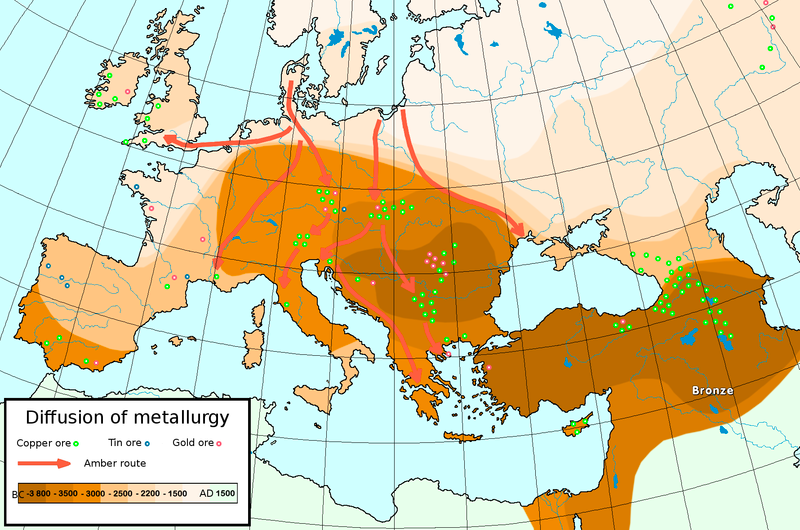 Bronze
Diffusion of metallurgy
Copper ore Tin ore Gold ore
Amber route
BC -3 800 - 3500 - 3000 - 2500 - 2200 - 1500 AD 1500